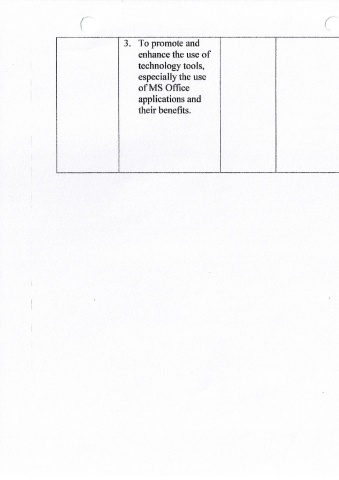 3. To promote and
enhance the use of
technology tools,
especially the use
of MS Office
applications and
their benefits.